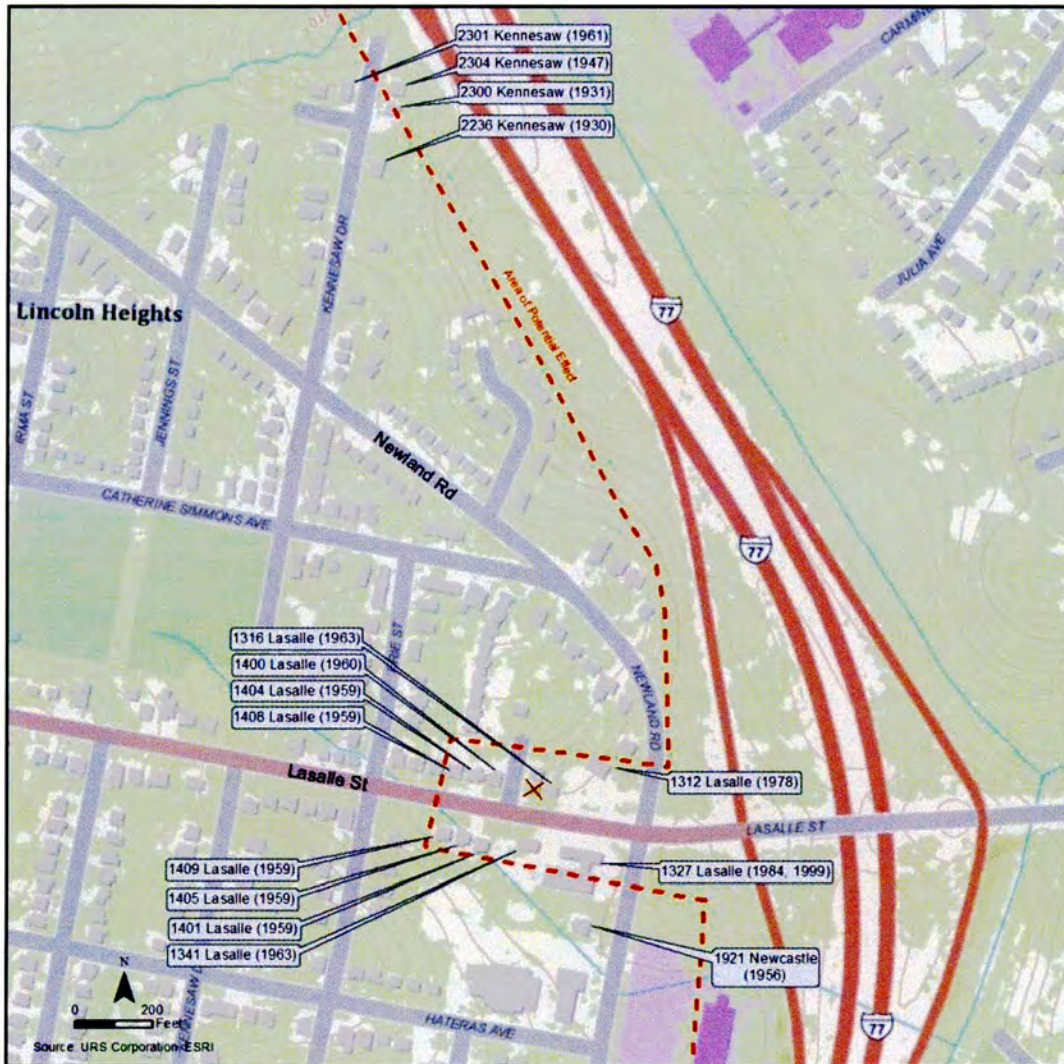 210
2301 Kennesaw (1961)
2304 Kennesaw (1947)
2300 Kennesaw (1931)
2236 Kennesaw (1930)
CARMINE
JULIA AVE
KENNESAW DR
77
Area of Potential Effect
Lincoln Heights
IRMA ST
JENNINGS ST
Newland Rd
CATHERINE SIMMONS AVE
77
1316 Lasalle (1963)
1400 Lasalle (1960)
1404 Lasalle (1959)
1408 Lasalle (1959)
NEWLAND RD
Lasalle St
1312 Lasalle (1978)
LASALLE ST
1409 Lasalle (1959)
1405 Lasalle (1959)
1401 Lasalle (1959)
1341 Lasalle (1963)
1327 Lasalle (1984, 1999)
1921 Newcastle
(1956)
N
0 200
Feet
HATERAS AVE
77
Source: URS Corporation, ESRI